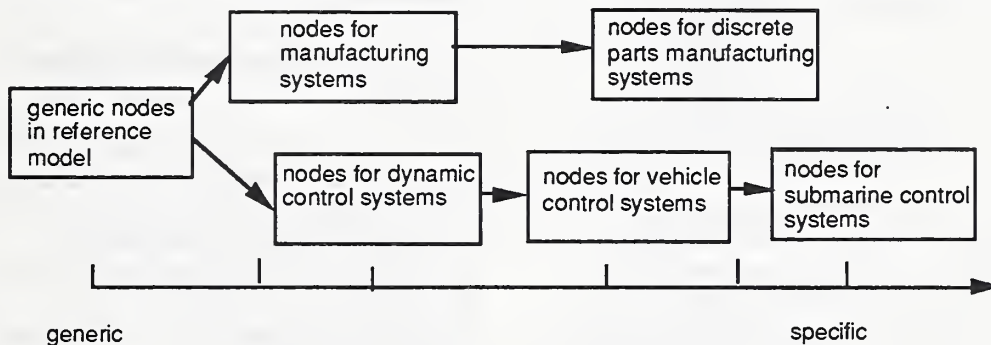 nodes for
manufacturing
systems
nodes for discrete
parts manufacturing
systems
generic nodes
in reference
model
nodes for dynamic
control systems
nodes for vehicle
control systems
nodes for
submarine control
systems
generic
specific